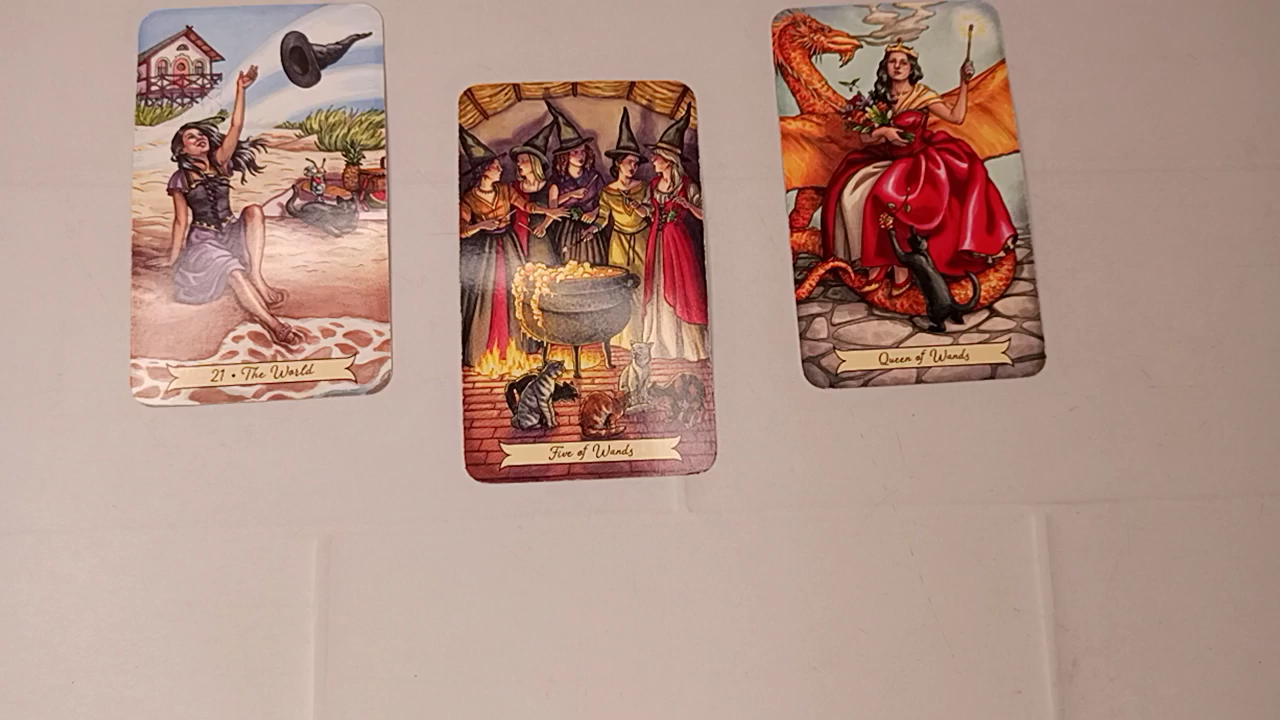 21 • The World
Five of Wands
Queen of Wands